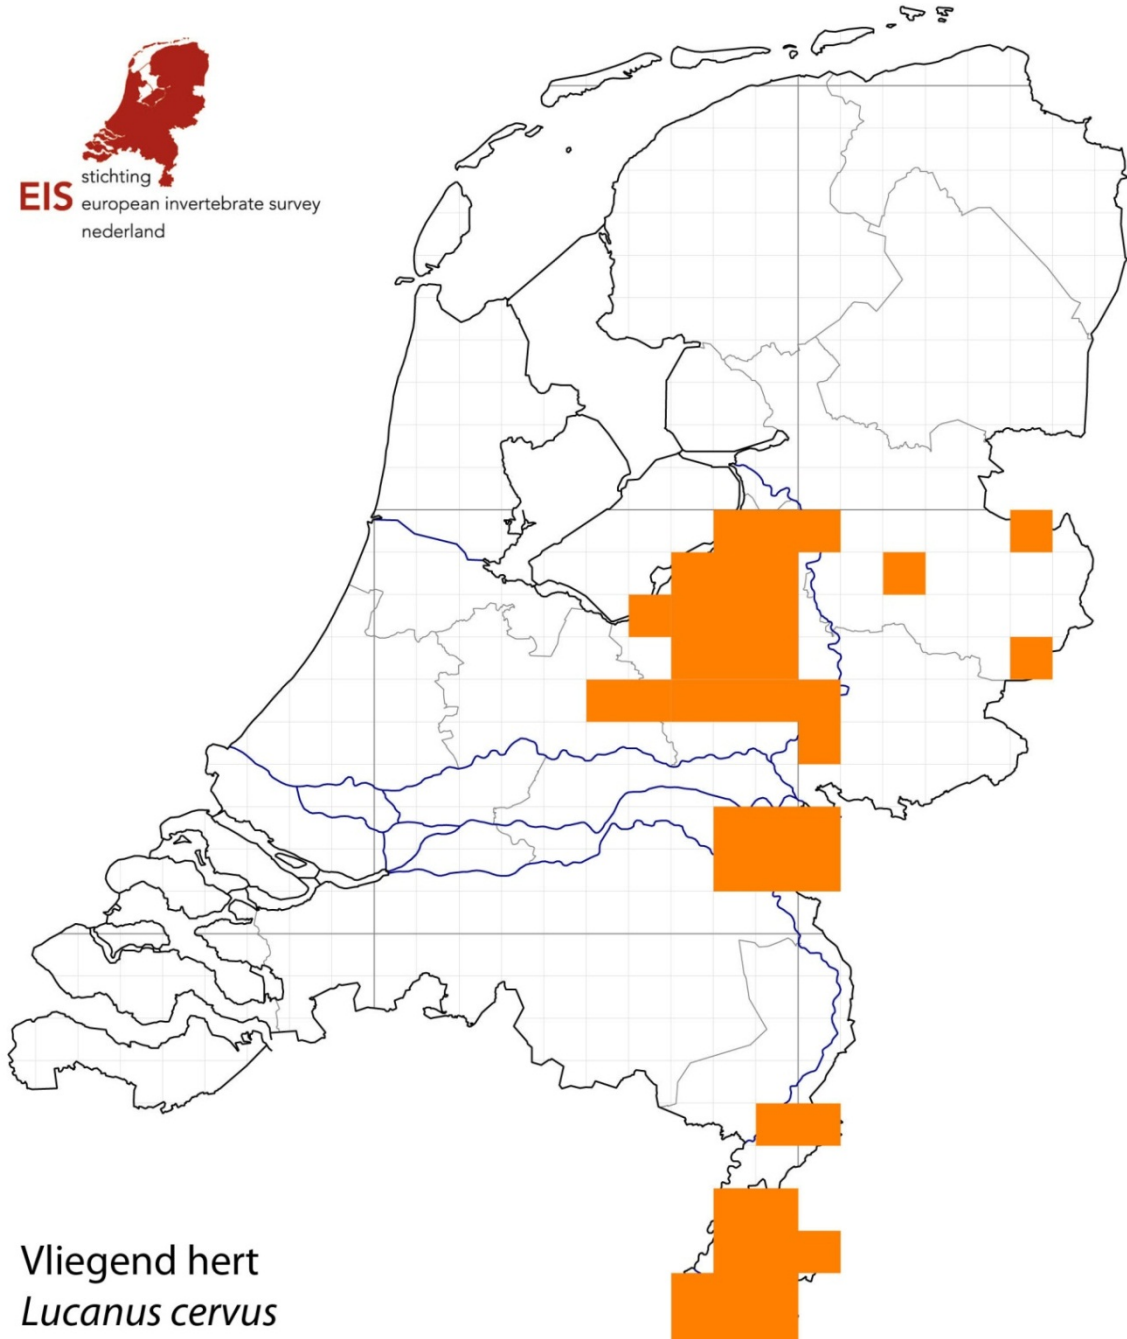 stichting
EIS european invertebrate survey
nederland
Vliegend hert
Lucanus cervus